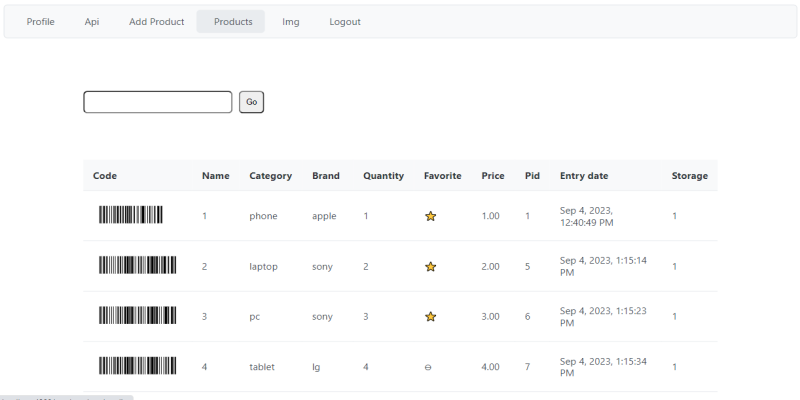 Profile Api Add Product Products Img Logout
Go
Code Name Category Brand Quantity Favorite Price Pid Entry date Storage
1 phone apple 1 1.00 1 Sep 4, 2023, 12:40:49 PM 1
2 laptop sony 2 2.00 5 Sep 4, 2023, 1:15:14 PM 1
3 pc sony 3 3.00 6 Sep 4, 2023, 1:15:23 PM 1
4 tablet lg 4 4.00 7 Sep 4, 2023, 1:15:34 PM 1